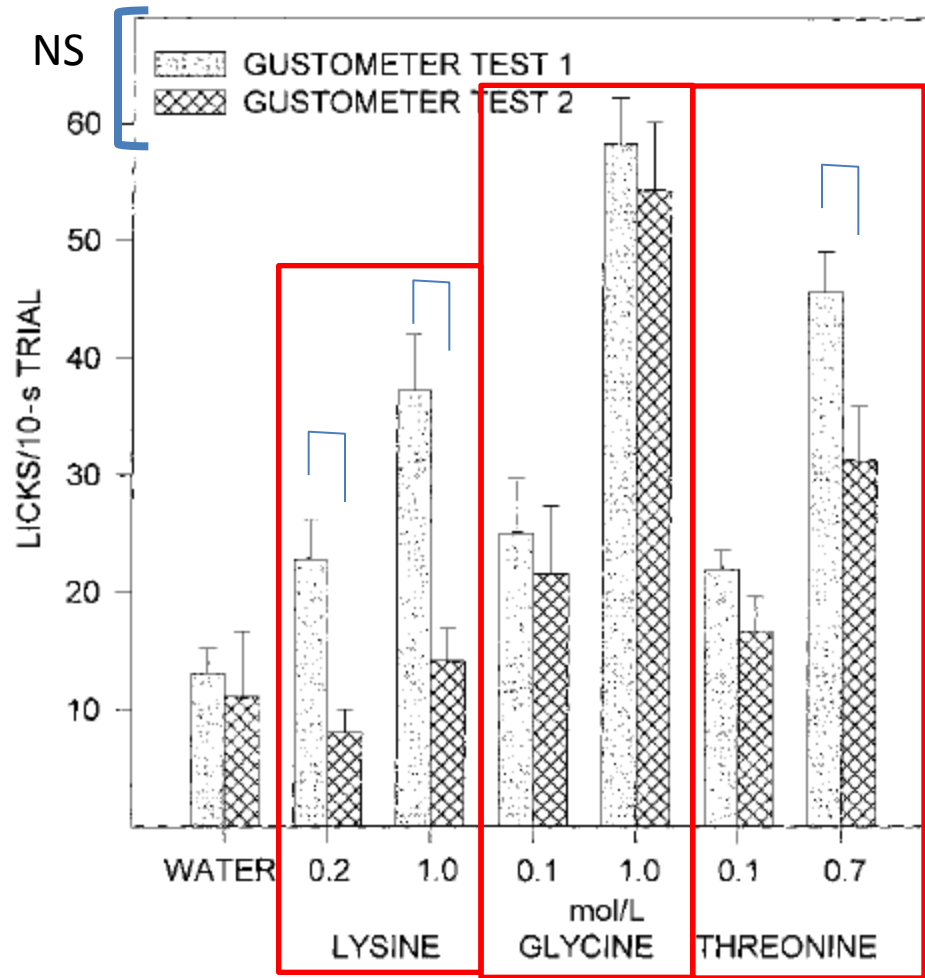 NS
GUSTOMETER TEST 1
GUSTOMETER TEST 2
LICKS/10-s TRIAL
60
50
40
30
20
10
WATER 0.2 1.0 0.1 1.0 0.1 0.7
mol/L
LYSINE GLYCINE THREONINE